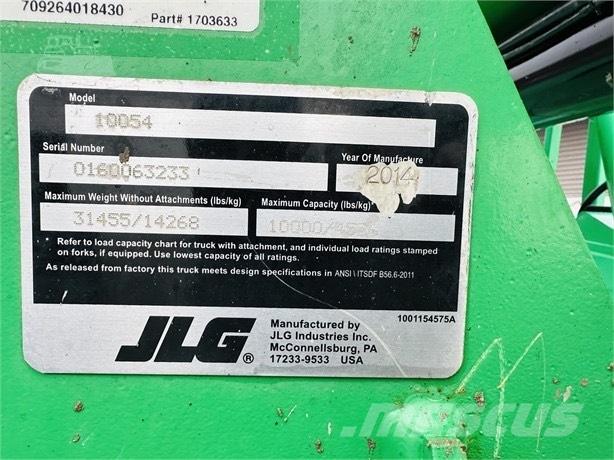 709264018430
Part# 1703633
Model
10054
Serial Number
0160063233
Year Of Manufacture
2014
Maximum Weight Without Attachments (lbs/kg)
31455/14268
Maximum Capacity (lbs/kg)*
* Refer to load capacity chart for truck with attachment, and individual load ratings stamped
on forks, if equipped. Use lowest capacity of all ratings.
As released from factory this truck meets design specifications in ANSI \ ITSDF B56.6-2011
JLG®
Manufactured by
JLG Industries Inc.
McConnellsburg, PA
17233-9533 USA
1001154575A
Mascus